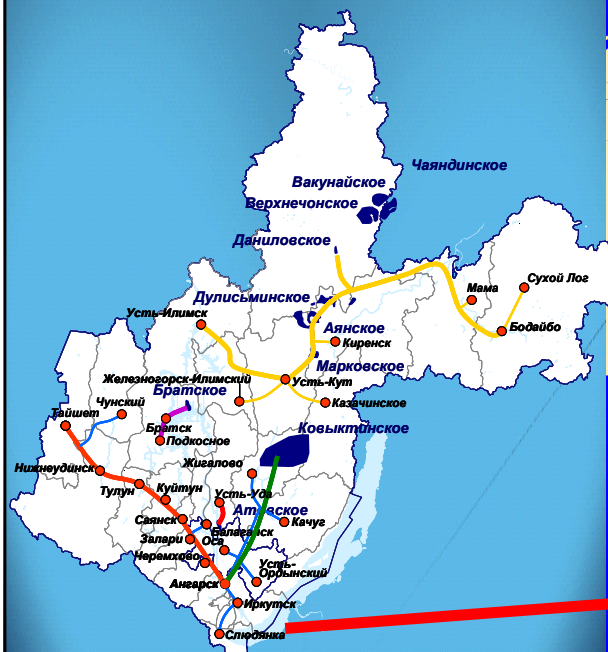 Чаяндинское
Вакунайское
Верхнечонское
Даниловское
Сухой Лог
Мама
Дулисьминское
Усть-Илимск
Аянское
Бодайбо
Киренск
Марковское
Железногорск-Илимский
Усть-Кут
Братское
Чунский
Казачинское
Тайшет
Братск
Ковыктинское
Подкосное
Жигалово
Нижнеудинск
Тулун
Куйтун
Усть-Уда
Атовское
Саянск
Качуг
Балаганск
Залари
Оса
Черемхово
Усть-
Ордынский
Ангарск
Иркутск
Слюдянка